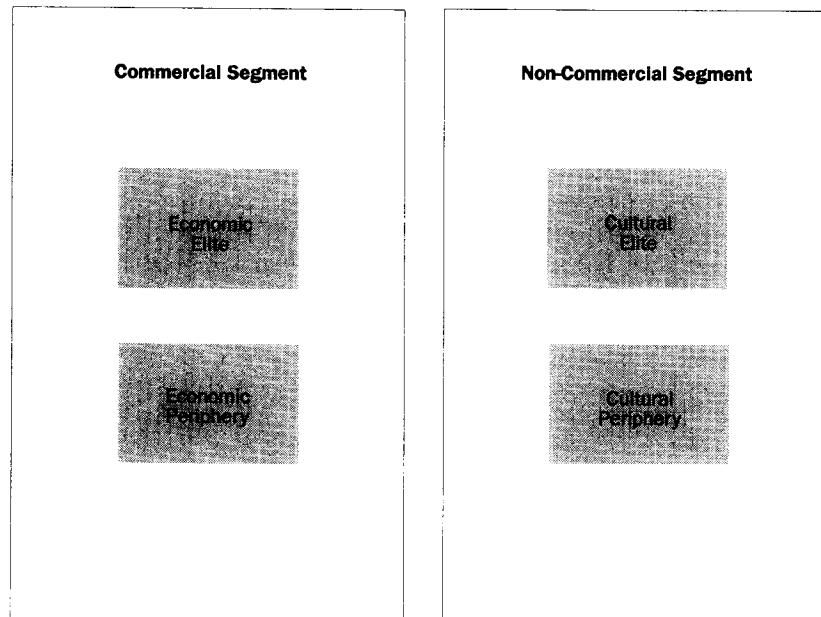 Commercial Segment
Economic
Elite
Economic
Periphery
Non-Commercial Segment
Cultural
Elite
Cultural
Periphery